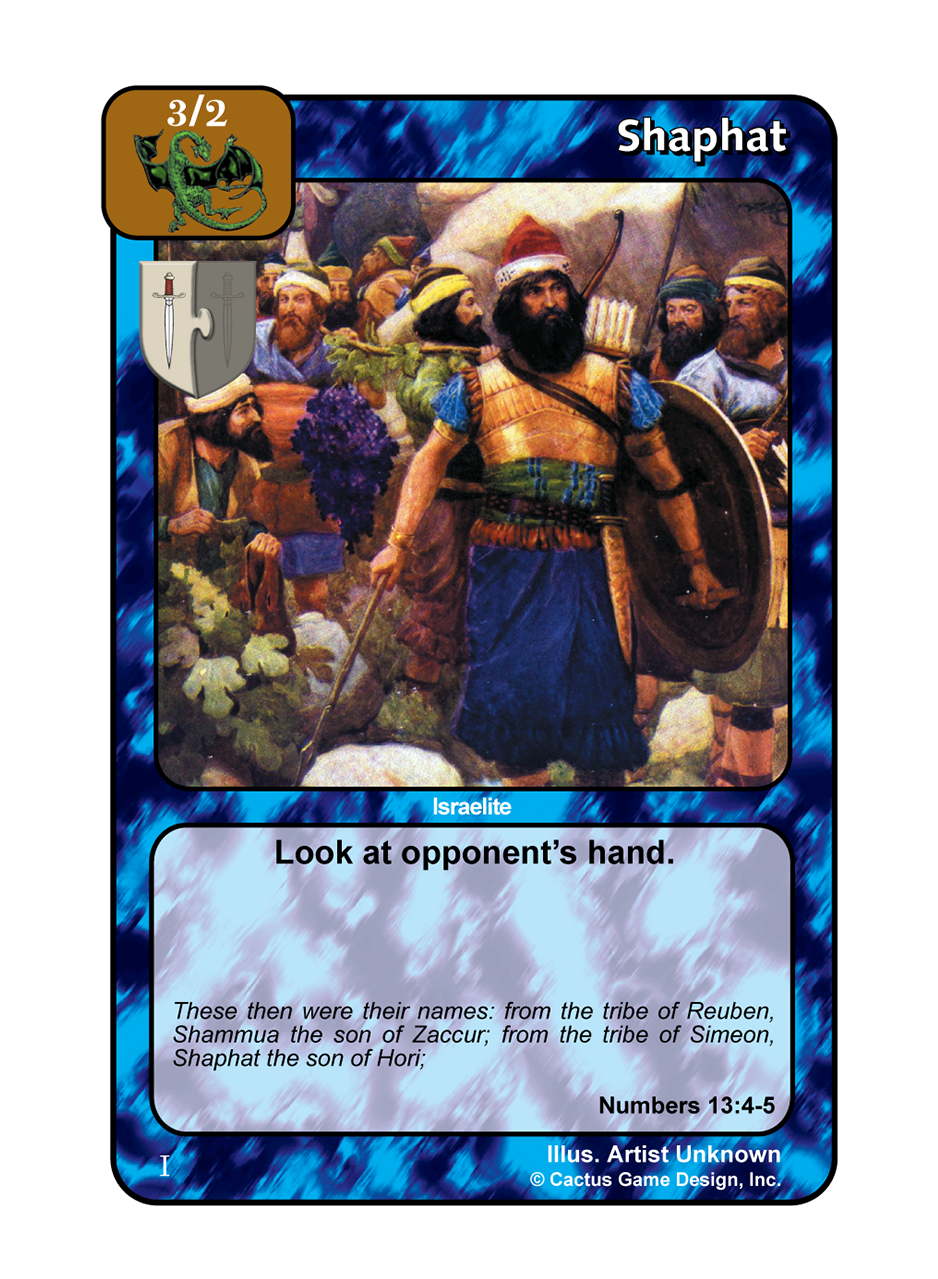 3/2
Shaphat
Israelite
Look at opponent's hand.
These then were their names: from the tribe of Reuben,
Shammua the son of Zaccur; from the tribe of Simeon,
Shaphat the son of Hori;
Numbers 13:4-5
I
Illus. Artist Unknown
© Cactus Game Design, Inc.